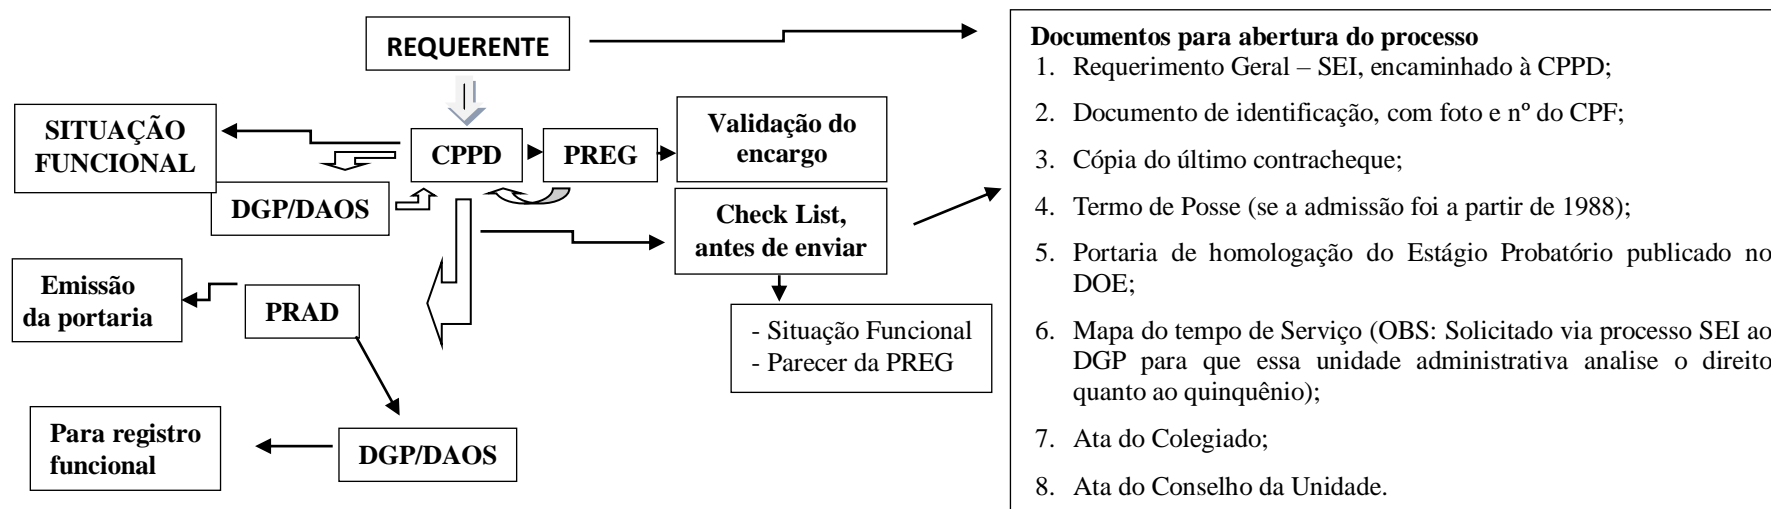 REQUERENTE
SITUAÇÃO
FUNCIONAL
CPPD
PREG
Validação do
encargo
DGP/DAOS
Check List,
antes de enviar
Emissão
da portaria
PRAD
- Situação Funcional
- Parecer da PREG
Para registro
funcional
DGP/DAOS
Documentos para abertura do processo
1. Requerimento Geral – SEI, encaminhado à CPPD;
2. Documento de identificação, com foto e nº do CPF;
3. Cópia do último contracheque;
4. Termo de Posse (se a admissão foi a partir de 1988);
5. Portaria de homologação do Estágio Probatório publicado no
DOE;
6. Mapa do tempo de Serviço (OBS: Solicitado via processo SEI ao
DGP para que essa unidade administrativa analise o direito
quanto ao quinquênio);
7. Ata do Colegiado;
8. Ata do Conselho da Unidade.